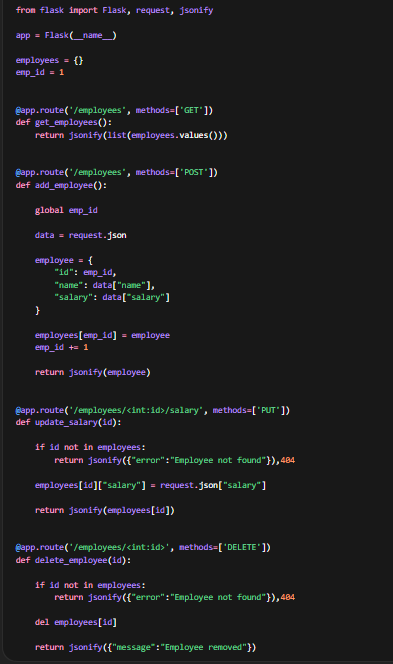 from flask import Flask, request, jsonify

app = Flask(__name__)

employees = {}
emp_id = 1


@app.route('/employees', methods=['GET'])
def get_employees():
    return jsonify(list(employees.values()))


@app.route('/employees', methods=['POST'])
def add_employee():

    global emp_id

    data = request.json

    employee = {
        "id": emp_id,
        "name": data["name"],
        "salary": data["salary"]
    }

    employees[emp_id] = employee
    emp_id += 1

    return jsonify(employee)


@app.route('/employees/<int:id>/salary', methods=['PUT'])
def update_salary(id):

    if id not in employees:
        return jsonify({"error":"Employee not found"}),404

    employees[id]["salary"] = request.json["salary"]

    return jsonify(employees[id])


@app.route('/employees/<int:id>', methods=['DELETE'])
def delete_employee(id):

    if id not in employees:
        return jsonify({"error":"Employee not found"}),404

    del employees[id]

    return jsonify({"message":"Employee removed"})